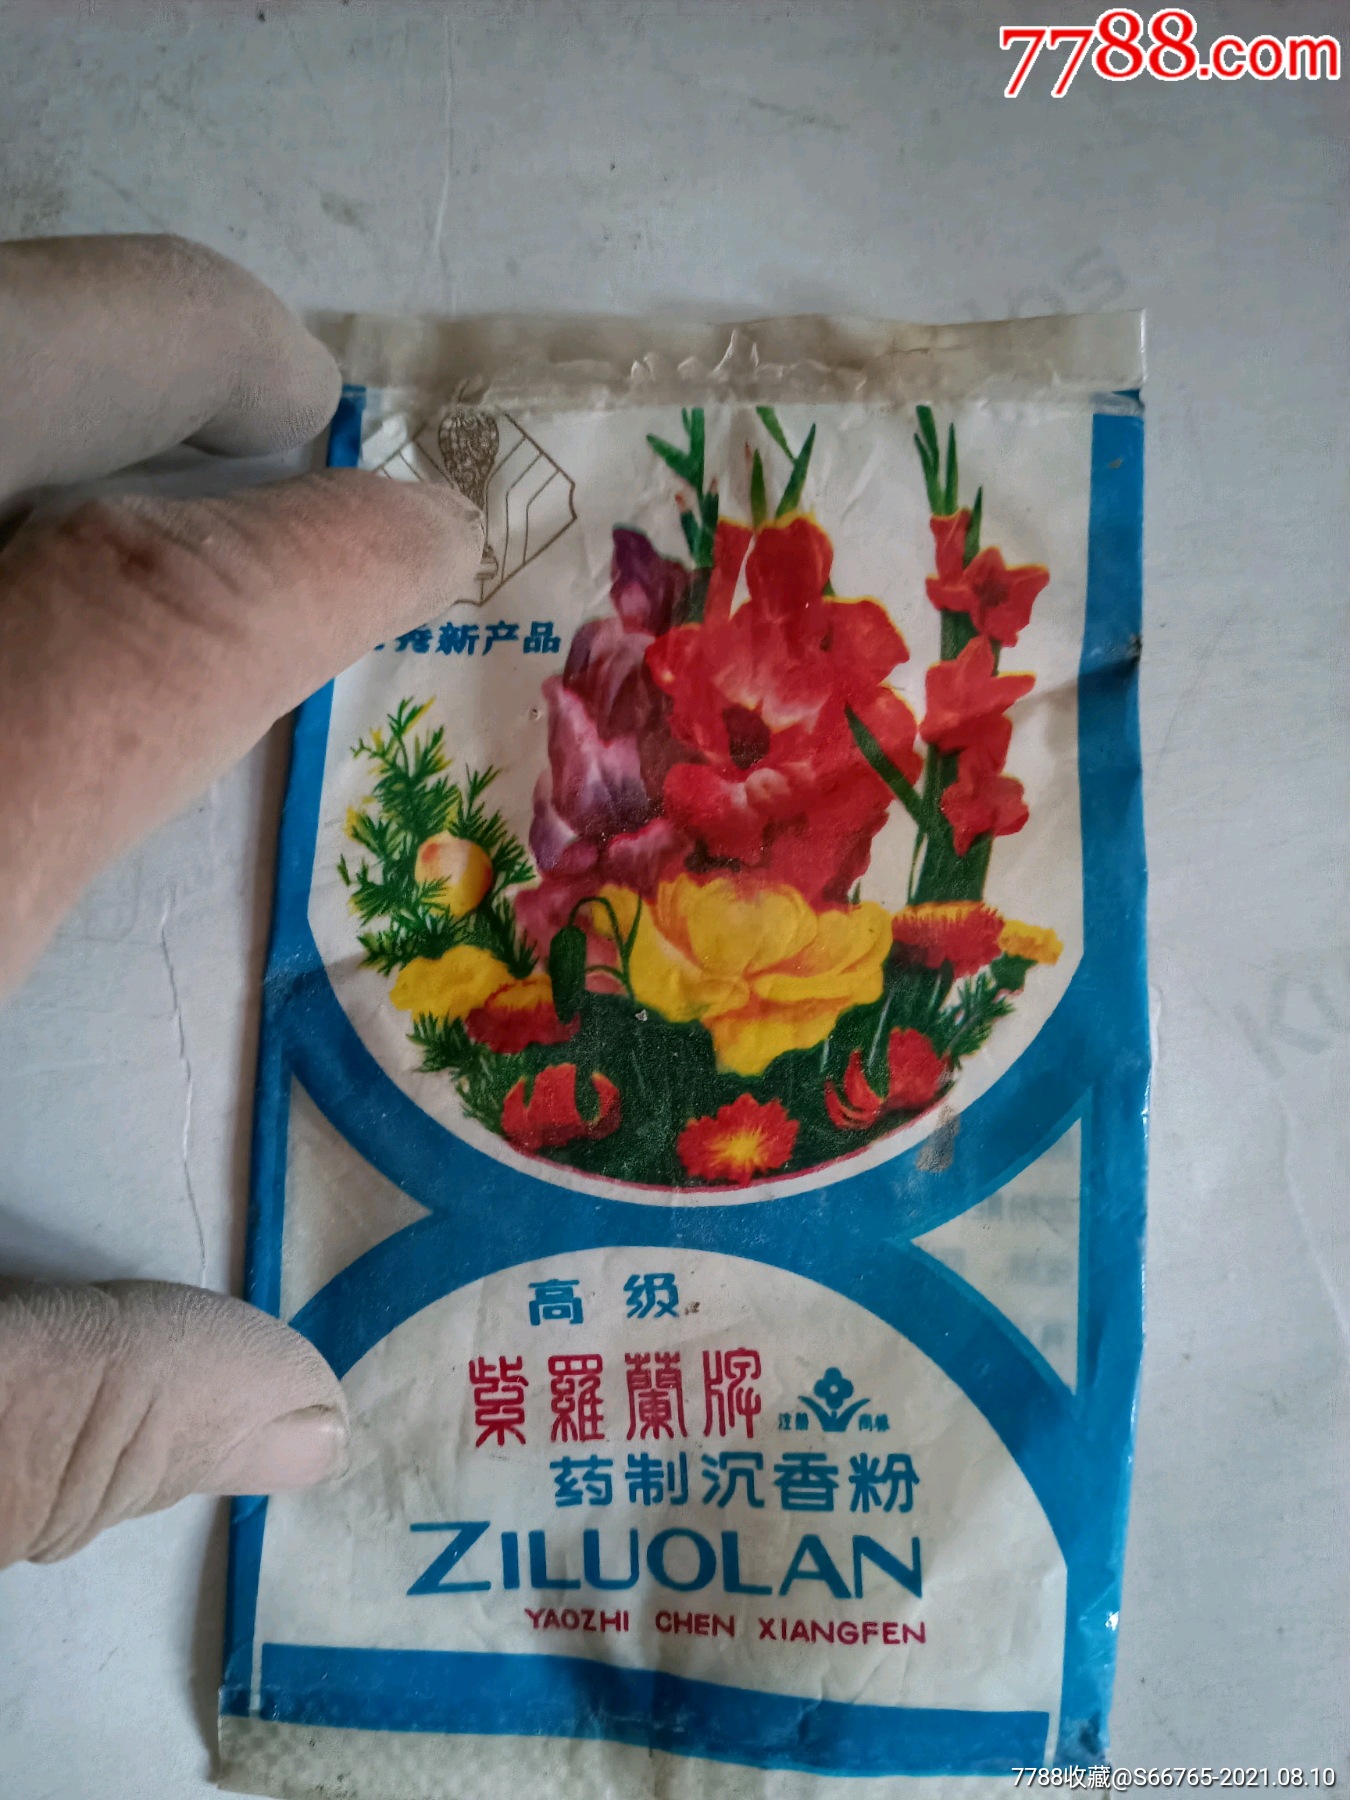 7788.com
秀新产品
高级
紫羅蘭牌
注册 商标
药制沉香粉
ZILUOLAN
YAOZHI CHEN XIANGFEN
7788收藏@S66765-2021.08.10